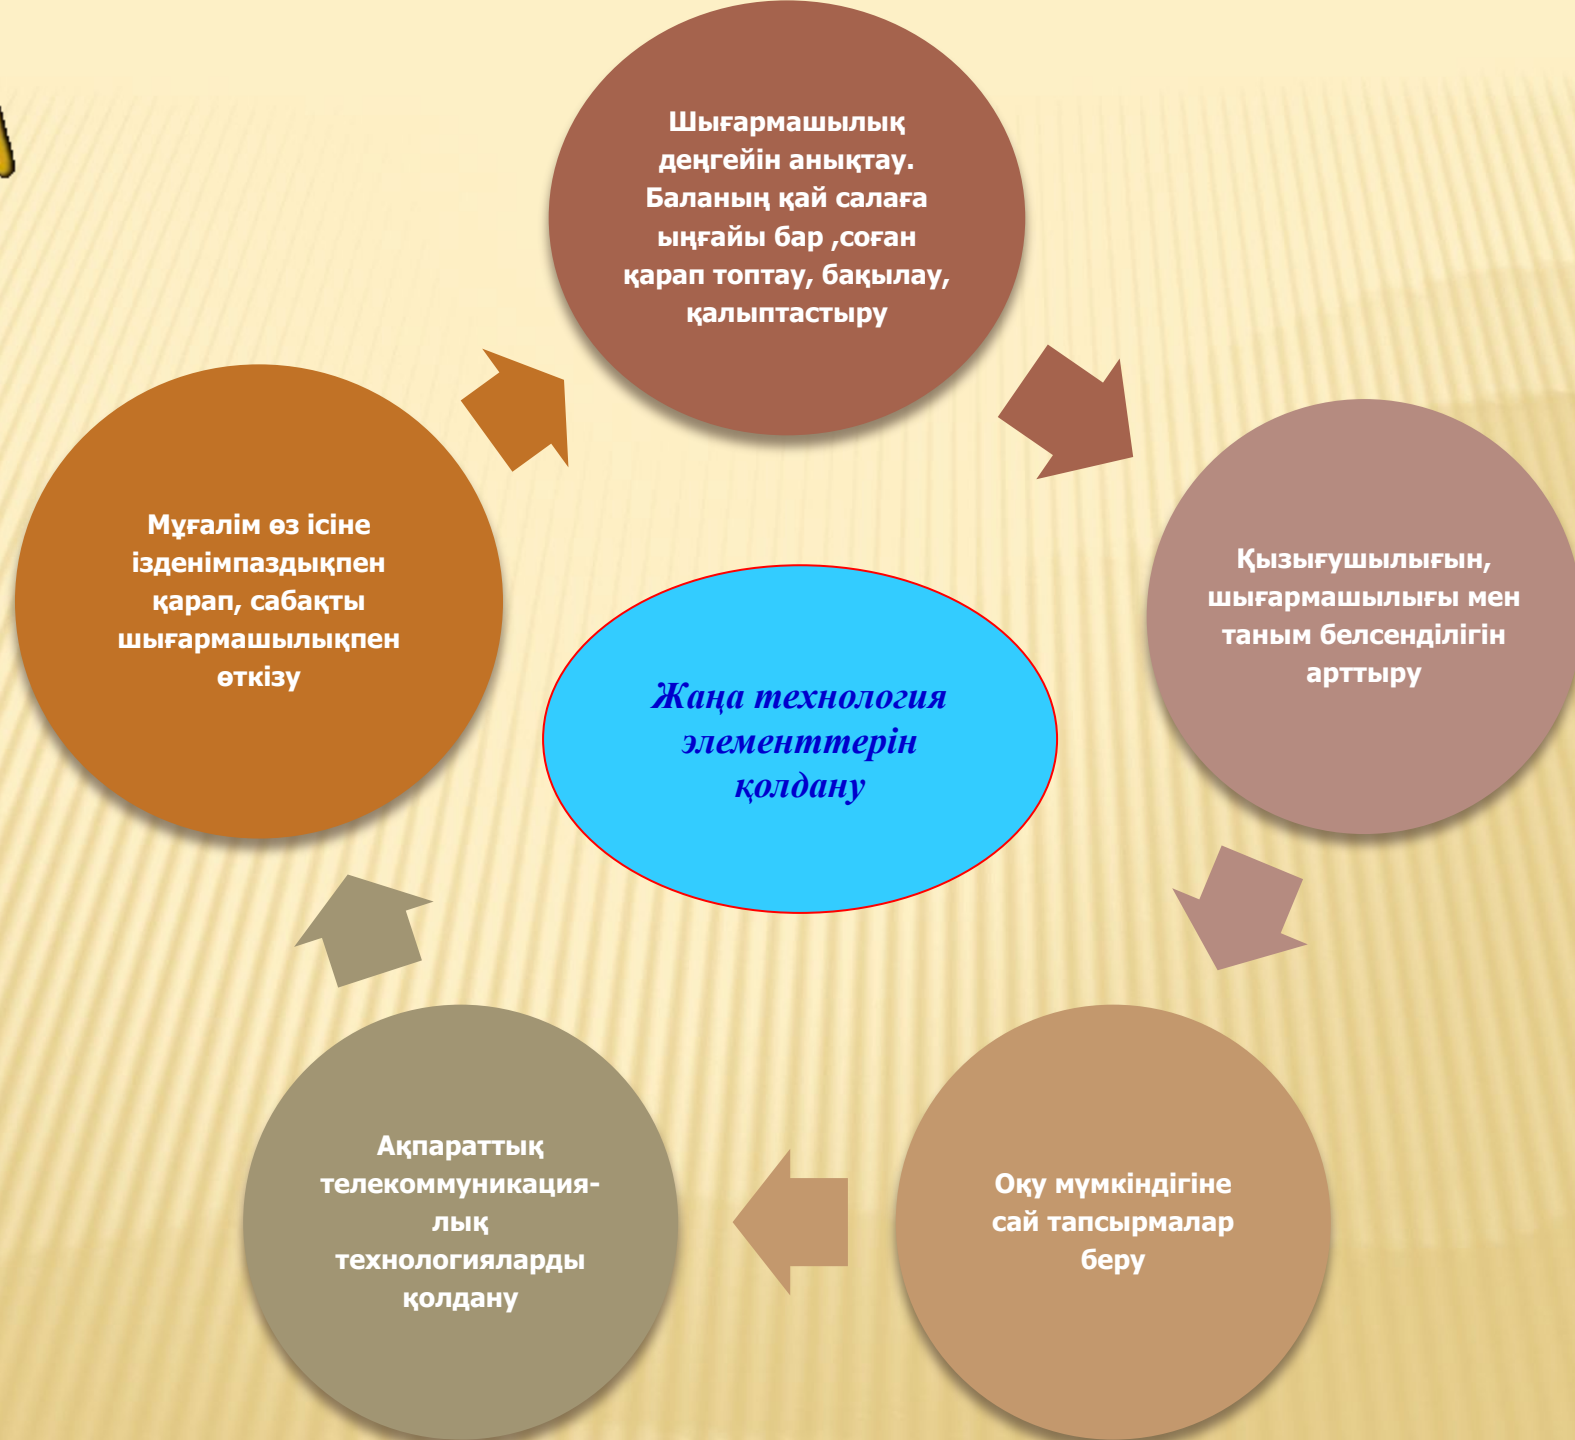 Шығармашылық
деңгейін анықтау.
Баланың қай салаға
ыңғайы бар ,соған
қарап топтау, бақылау,
қалыптастыру
Қызығушылығын,
шығармашылығы мен
таным белсенділігін
арттыру
Оқу мүмкіндігіне
сай тапсырмалар
беру
Ақпараттық
телекоммуникация-
лық
технологияларды
қолдану
Мұғалім өз ісіне
ізденімпаздықпен
қарап, сабақты
шығармашылықпен
өткізу
Жаңа технология
элементтерін
қолдану